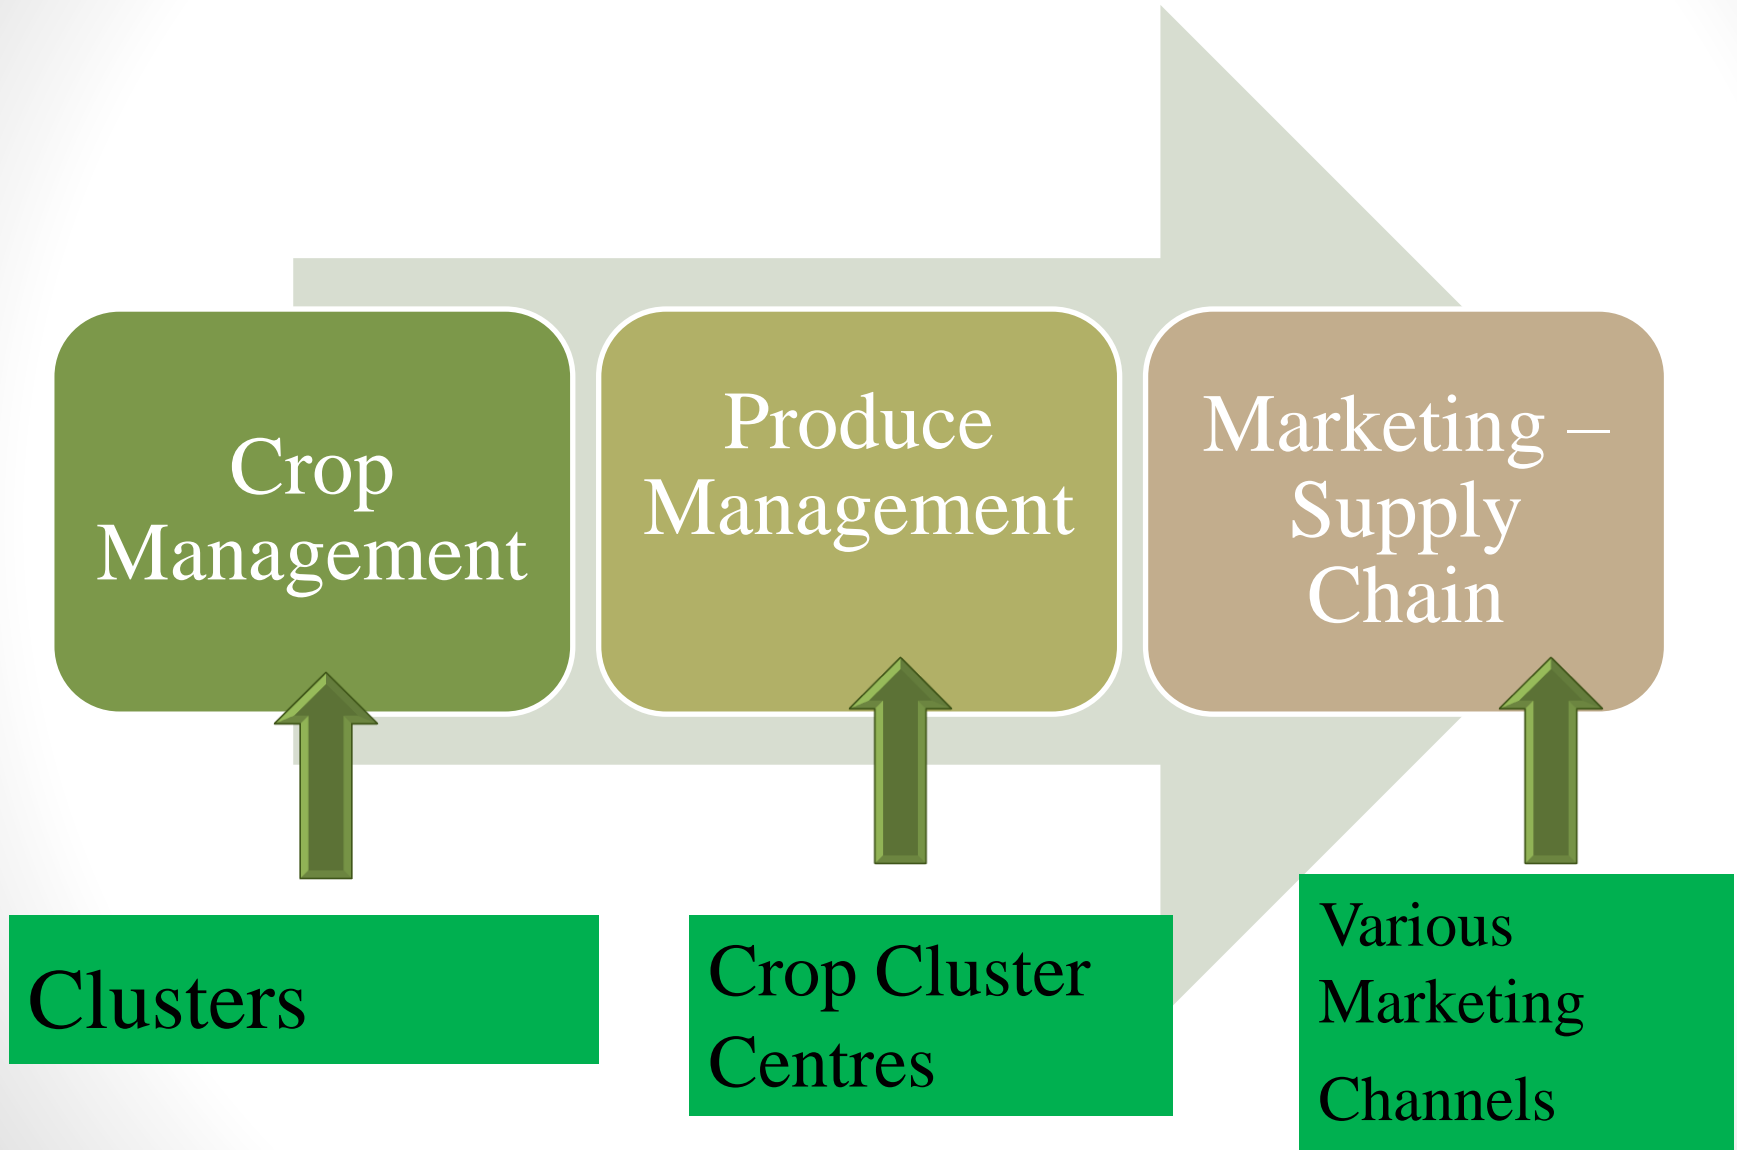 Crop
Management
Produce
Management
Marketing –
Supply
Chain
Clusters
Crop Cluster
Centres
Various
Marketing
Channels